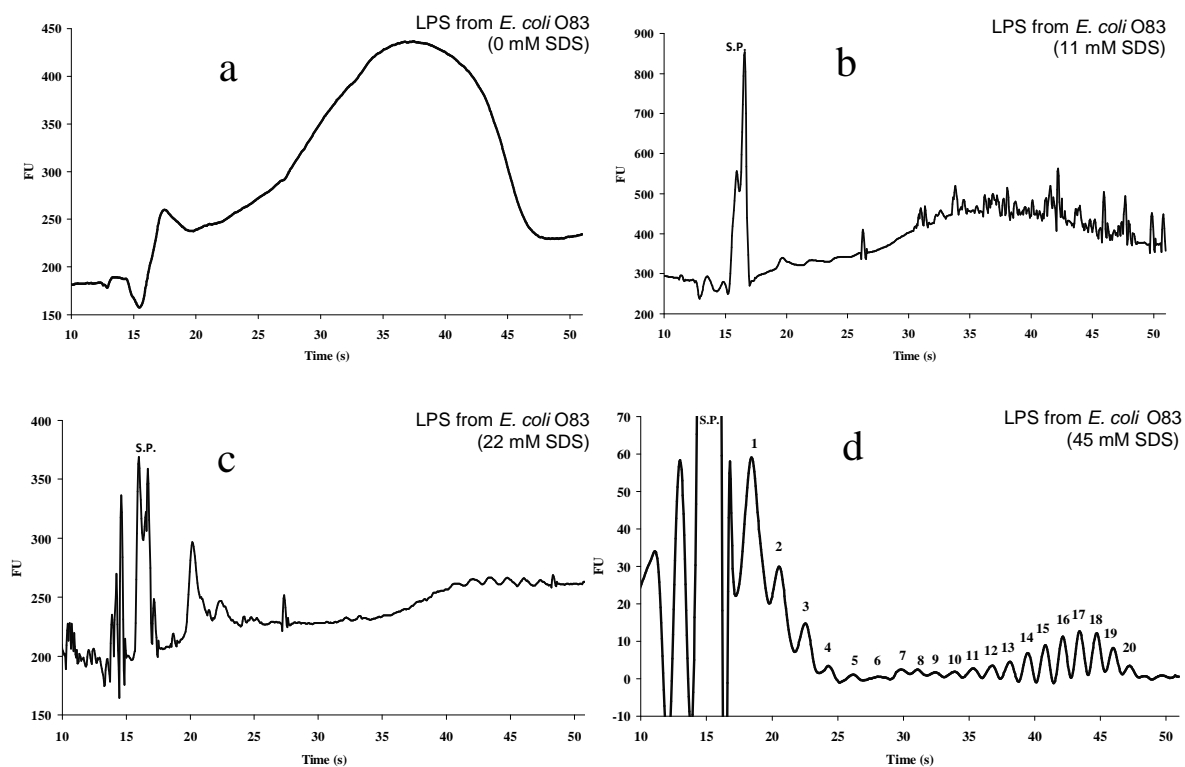 LPS from E. coli O83
(0 mM SDS)
a
450
400
350
300
250
200
150
FU
10 15 20 25 30 35 40 45 50
Time (s)
LPS from E. coli O83
(11 mM SDS)
S.P.
b
900
800
700
600
500
400
300
200
FU
10 15 20 25 30 35 40 45 50
Time (s)
LPS from E. coli O83
(22 mM SDS)
S.P.
c
400
350
300
250
200
150
FU
10 15 20 25 30 35 40 45 50
Time (s)
LPS from E. coli O83
(45 mM SDS)
S.P.
d
70
60
50
40
30
20
10
0
-10
FU
1 2 3 4 5 6 7 8 9 10 11 12 13 14 15 16 17 18 19 20
10 15 20 25 30 35 40 45 50
Time (s)